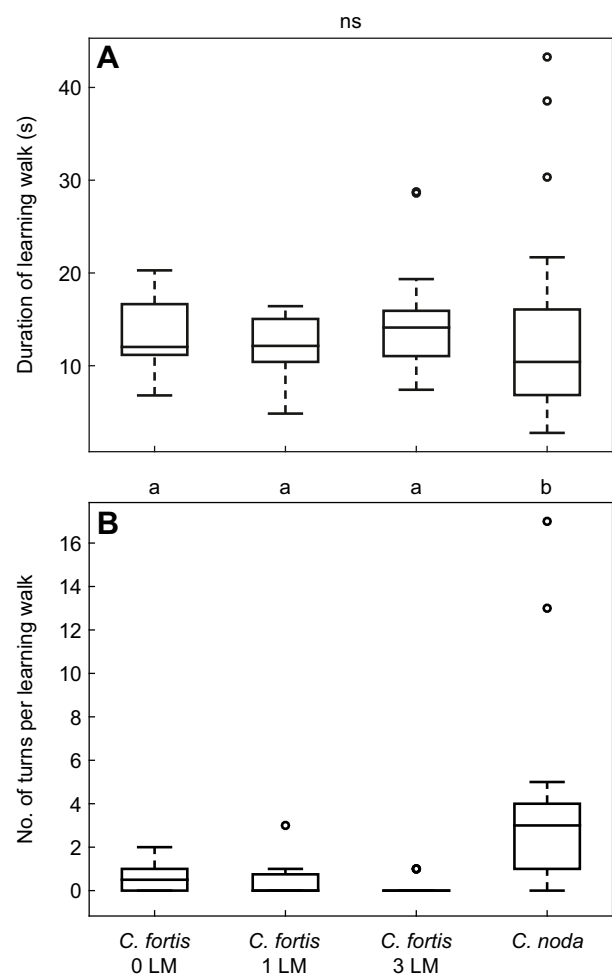 ns
A
Duration of learning walk (s)
40
30
20
10
a a a b
B
No. of turns per learning walk
16
14
12
10
8
6
4
2
0
C. fortis C. fortis C. fortis C. noda
0 LM 1 LM 3 LM